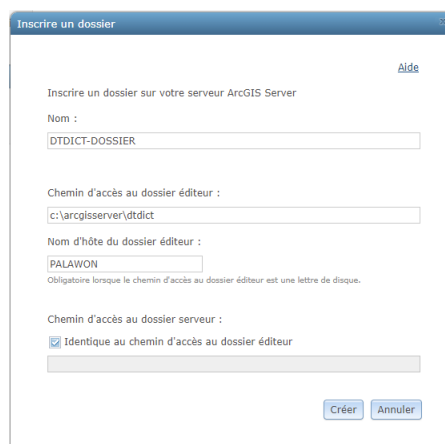 Inscrire un dossier
Aide
Inscrire un dossier sur votre serveur ArcGIS Server
Nom :
DTDICT-DOSSIER
Chemin d'accès au dossier éditeur :
c:\arcgisserver\dtdict
Nom d'hôte du dossier éditeur :
PALAWON
Obligatoire lorsque le chemin d'accès au dossier éditeur est une lettre de disque.
Chemin d'accès au dossier serveur :
Identique au chemin d'accès au dossier éditeur
Créer Annuler